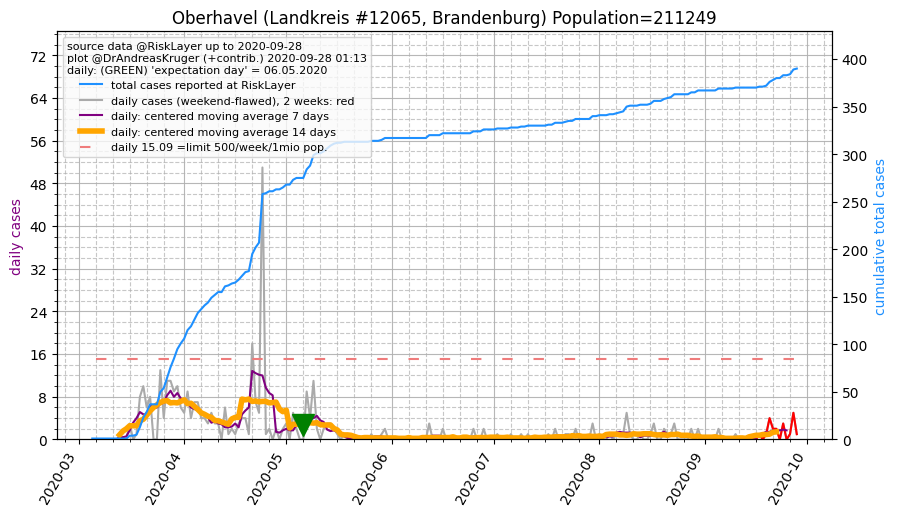 Oberhavel (Landkreis #12065, Brandenburg) Population=211249
source data @RiskLayer up to 2020-09-28
plot @DrAndreasKruger (+contrib.) 2020-09-28 01:13
daily: (GREEN) 'expectation day' = 06.05.2020
total cases reported at RiskLayer
daily cases (weekend-flawed), 2 weeks: red
daily: centered moving average 7 days
daily: centered moving average 14 days
daily 15.09 =limit 500/week/1mio pop.
daily cases
72
64
56
48
40
32
24
16
8
0
cumulative total cases
400
350
300
250
200
150
100
50
0
2020-03
2020-04
2020-05
2020-06
2020-07
2020-08
2020-09
2020-10